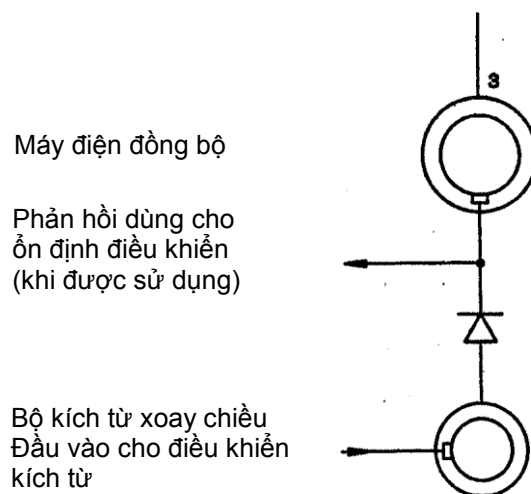 3
Máy điện đồng bộ
Phản hồi dùng cho
ổn định điều khiển
(khi được sử dụng)
Bộ kích từ xoay chiều
Đầu vào cho điều khiển
kích từ